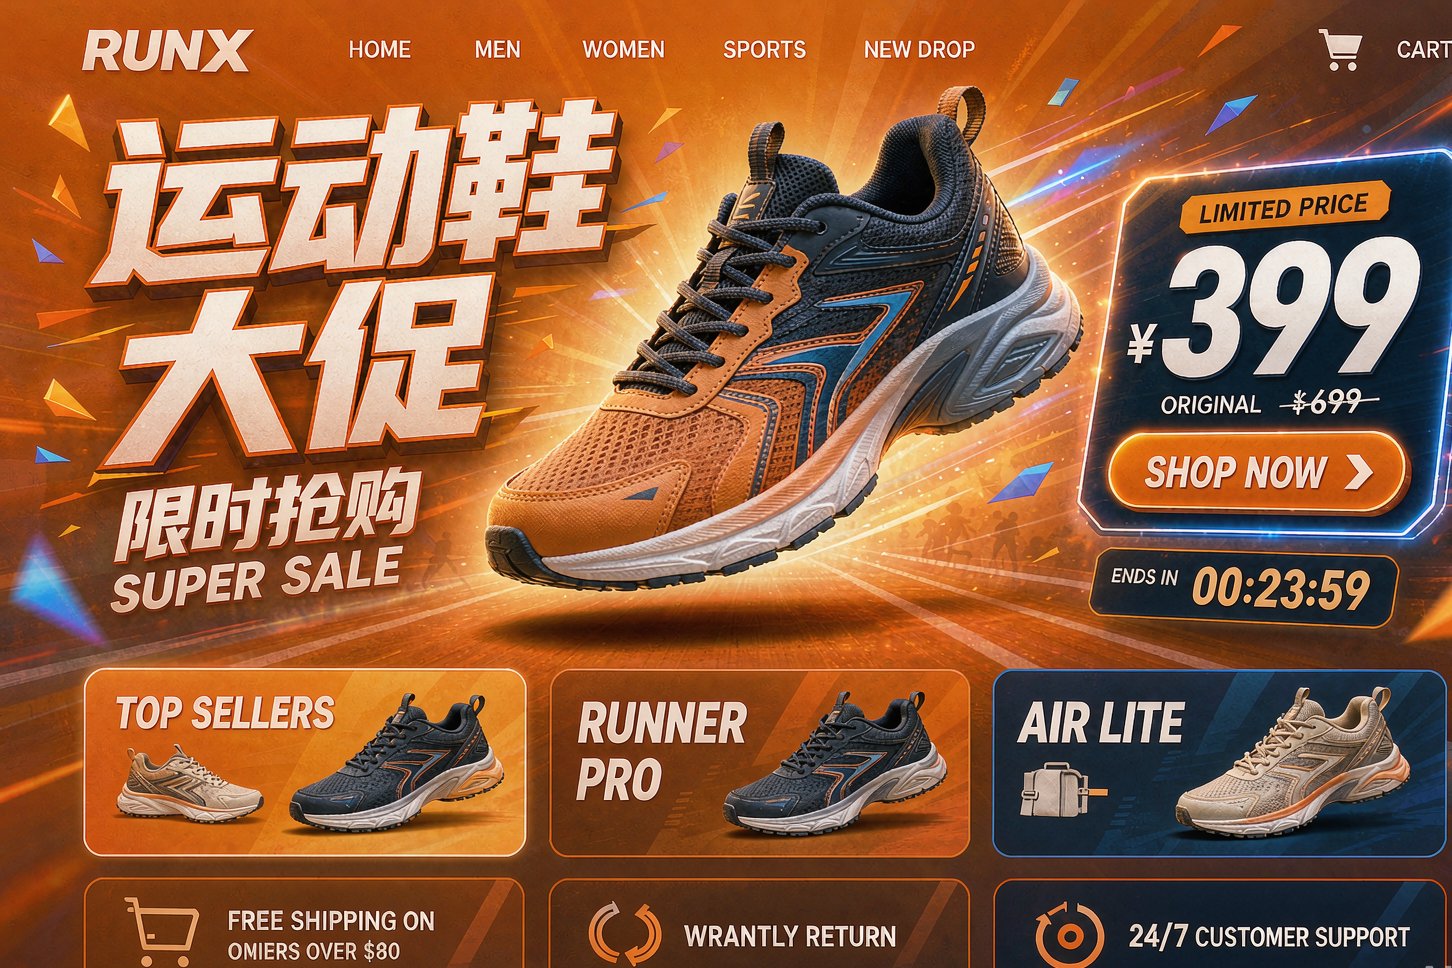 RUNX
HOME MEN WOMEN SPORTS NEW DROP CART
运动鞋
大促
限时抢购
SUPER SALE
LIMITED PRICE
¥399
ORIGINAL ¥699
SHOP NOW
ENDS IN 00:23:59
TOP SELLERS
RUNNER
PRO
AIR LITE
FREE SHIPPING ON
OMIERS OVER $80
WRANTLY RETURN
24/7 CUSTOMER SUPPORT